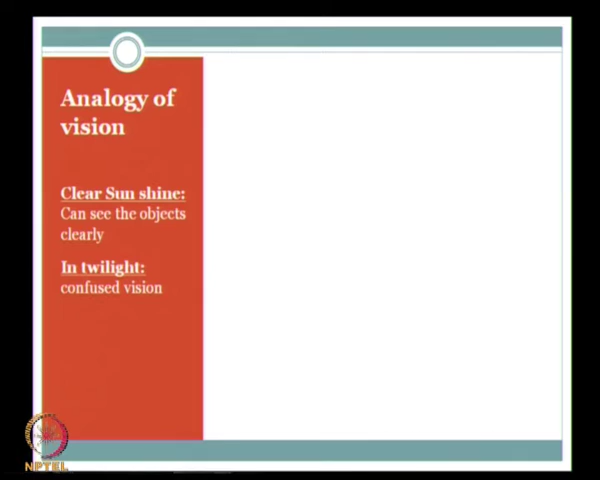 Analogy of
vision
Clear Sun shine:
Can see the objects
clearly
In twilight:
confused vision
NPTEL